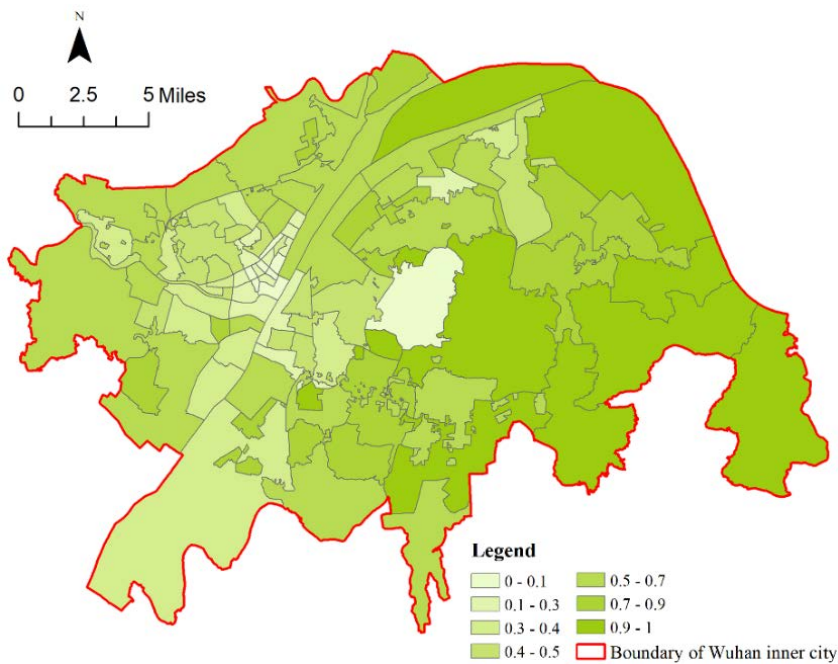 N
0 2.5 5 Miles
Legend
0 - 0.1 0.5 - 0.7
0.1 - 0.3 0.7 - 0.9
0.3 - 0.4 0.9 - 1
0.4 - 0.5 Boundary of Wuhan inner city